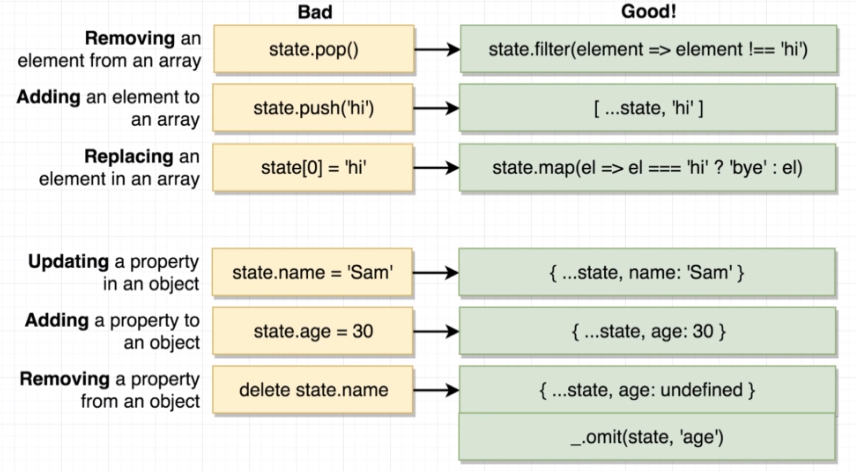 Bad
Good!
Removing an
element from an array
state.pop()
state.filter(element => element !== 'hi')
Adding an element to
an array
state.push('hi')
[ ...state, 'hi' ]
Replacing an
element in an array
state[0] = 'hi'
state.map(el => el === 'hi' ? 'bye' : el)
Updating a property
in an object
state.name = 'Sam'
{ ...state, name: 'Sam' }
Adding a property to
an object
state.age = 30
{ ...state, age: 30 }
Removing a property
from an object
delete state.name
{ ...state, age: undefined }
_.omit(state, 'age')